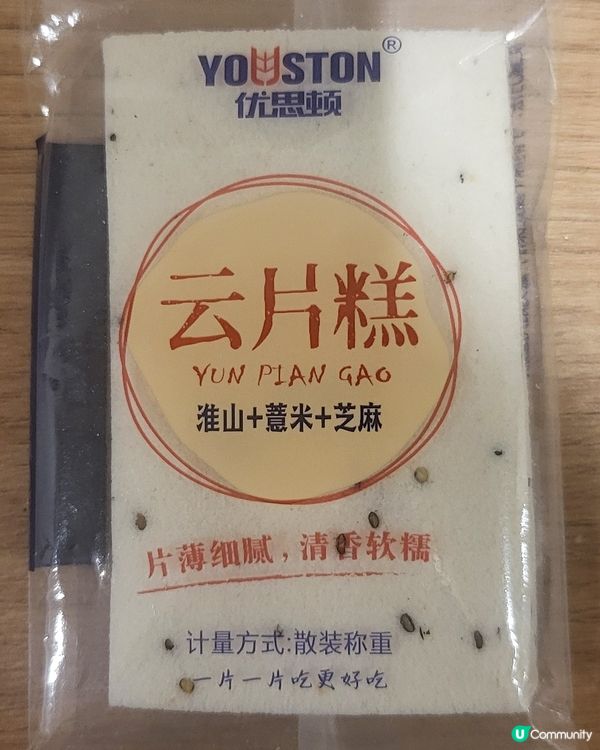 YOUSTON®
优思顿
云片糕
YUN PIAN GAO
淮山+薏米+芝麻
片薄细腻，清香软糯
计量方式:散装称重
一片一片吃更好吃
U Community